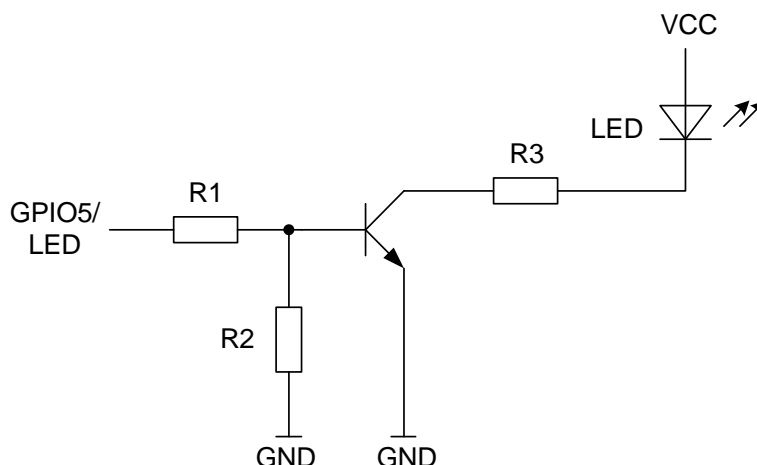 VCC
LED
R3
R1
GPIO5/
LED
R2
GND
GND